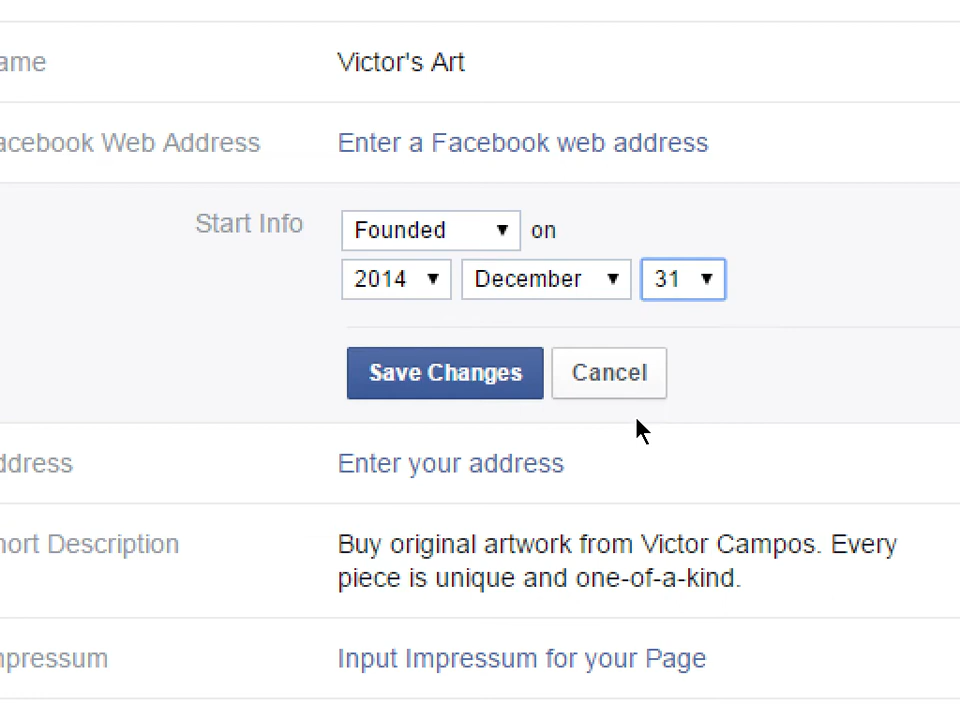 ame Victor's Art
acebook Web Address Enter a Facebook web address
Start Info Founded on
2014 December 31
Save Changes Cancel
ddress Enter your address
hort Description Buy original artwork from Victor Campos. Every
piece is unique and one-of-a-kind.
mpressum Input Impressum for your Page